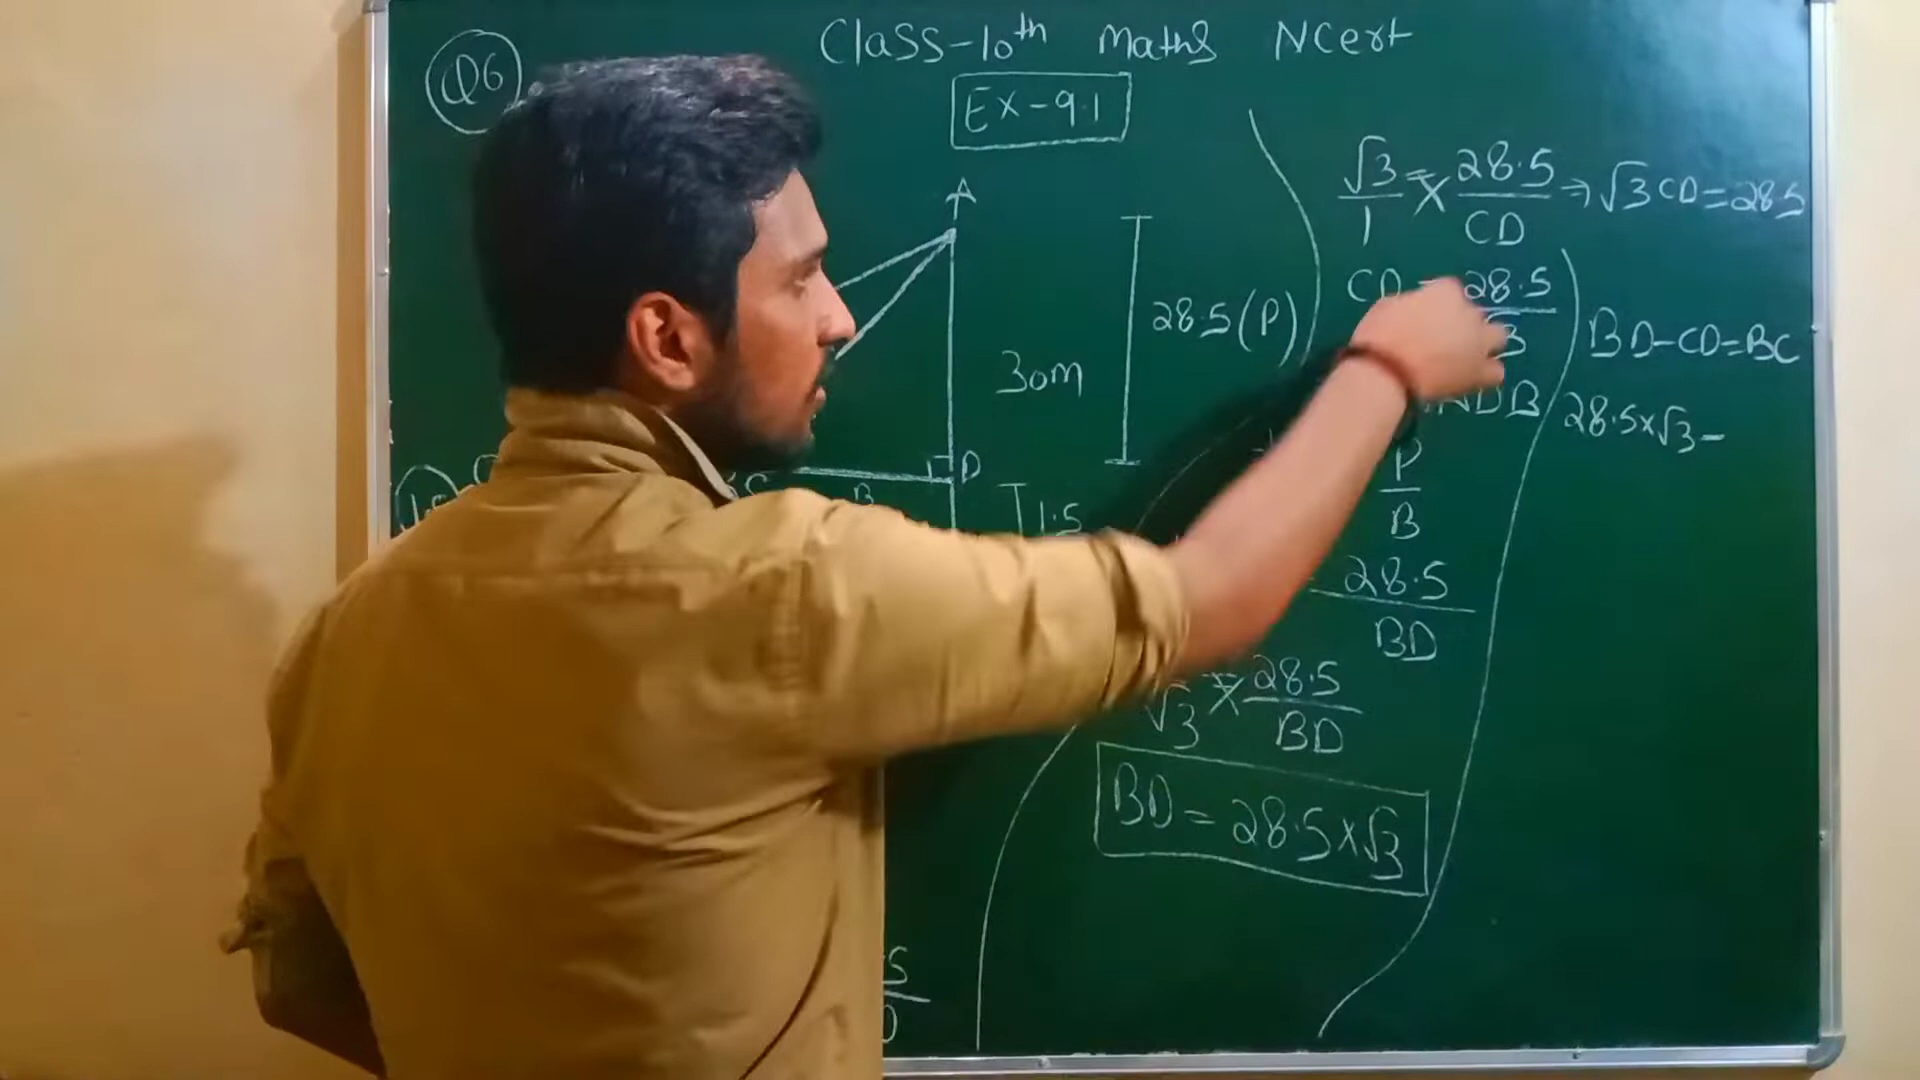 Q6
Class-10th Maths NCert
Ex-9.1
A
28.5(P)
30m
D
B
1.5
√3/1 = 28.5/CD ⇒ √3 CD = 28.5
CD = 28.5/√3
P/B
28.5/BD
√3 = 28.5/BD
BD = 28.5×√3
BD-CD=BC
28.5×√3-